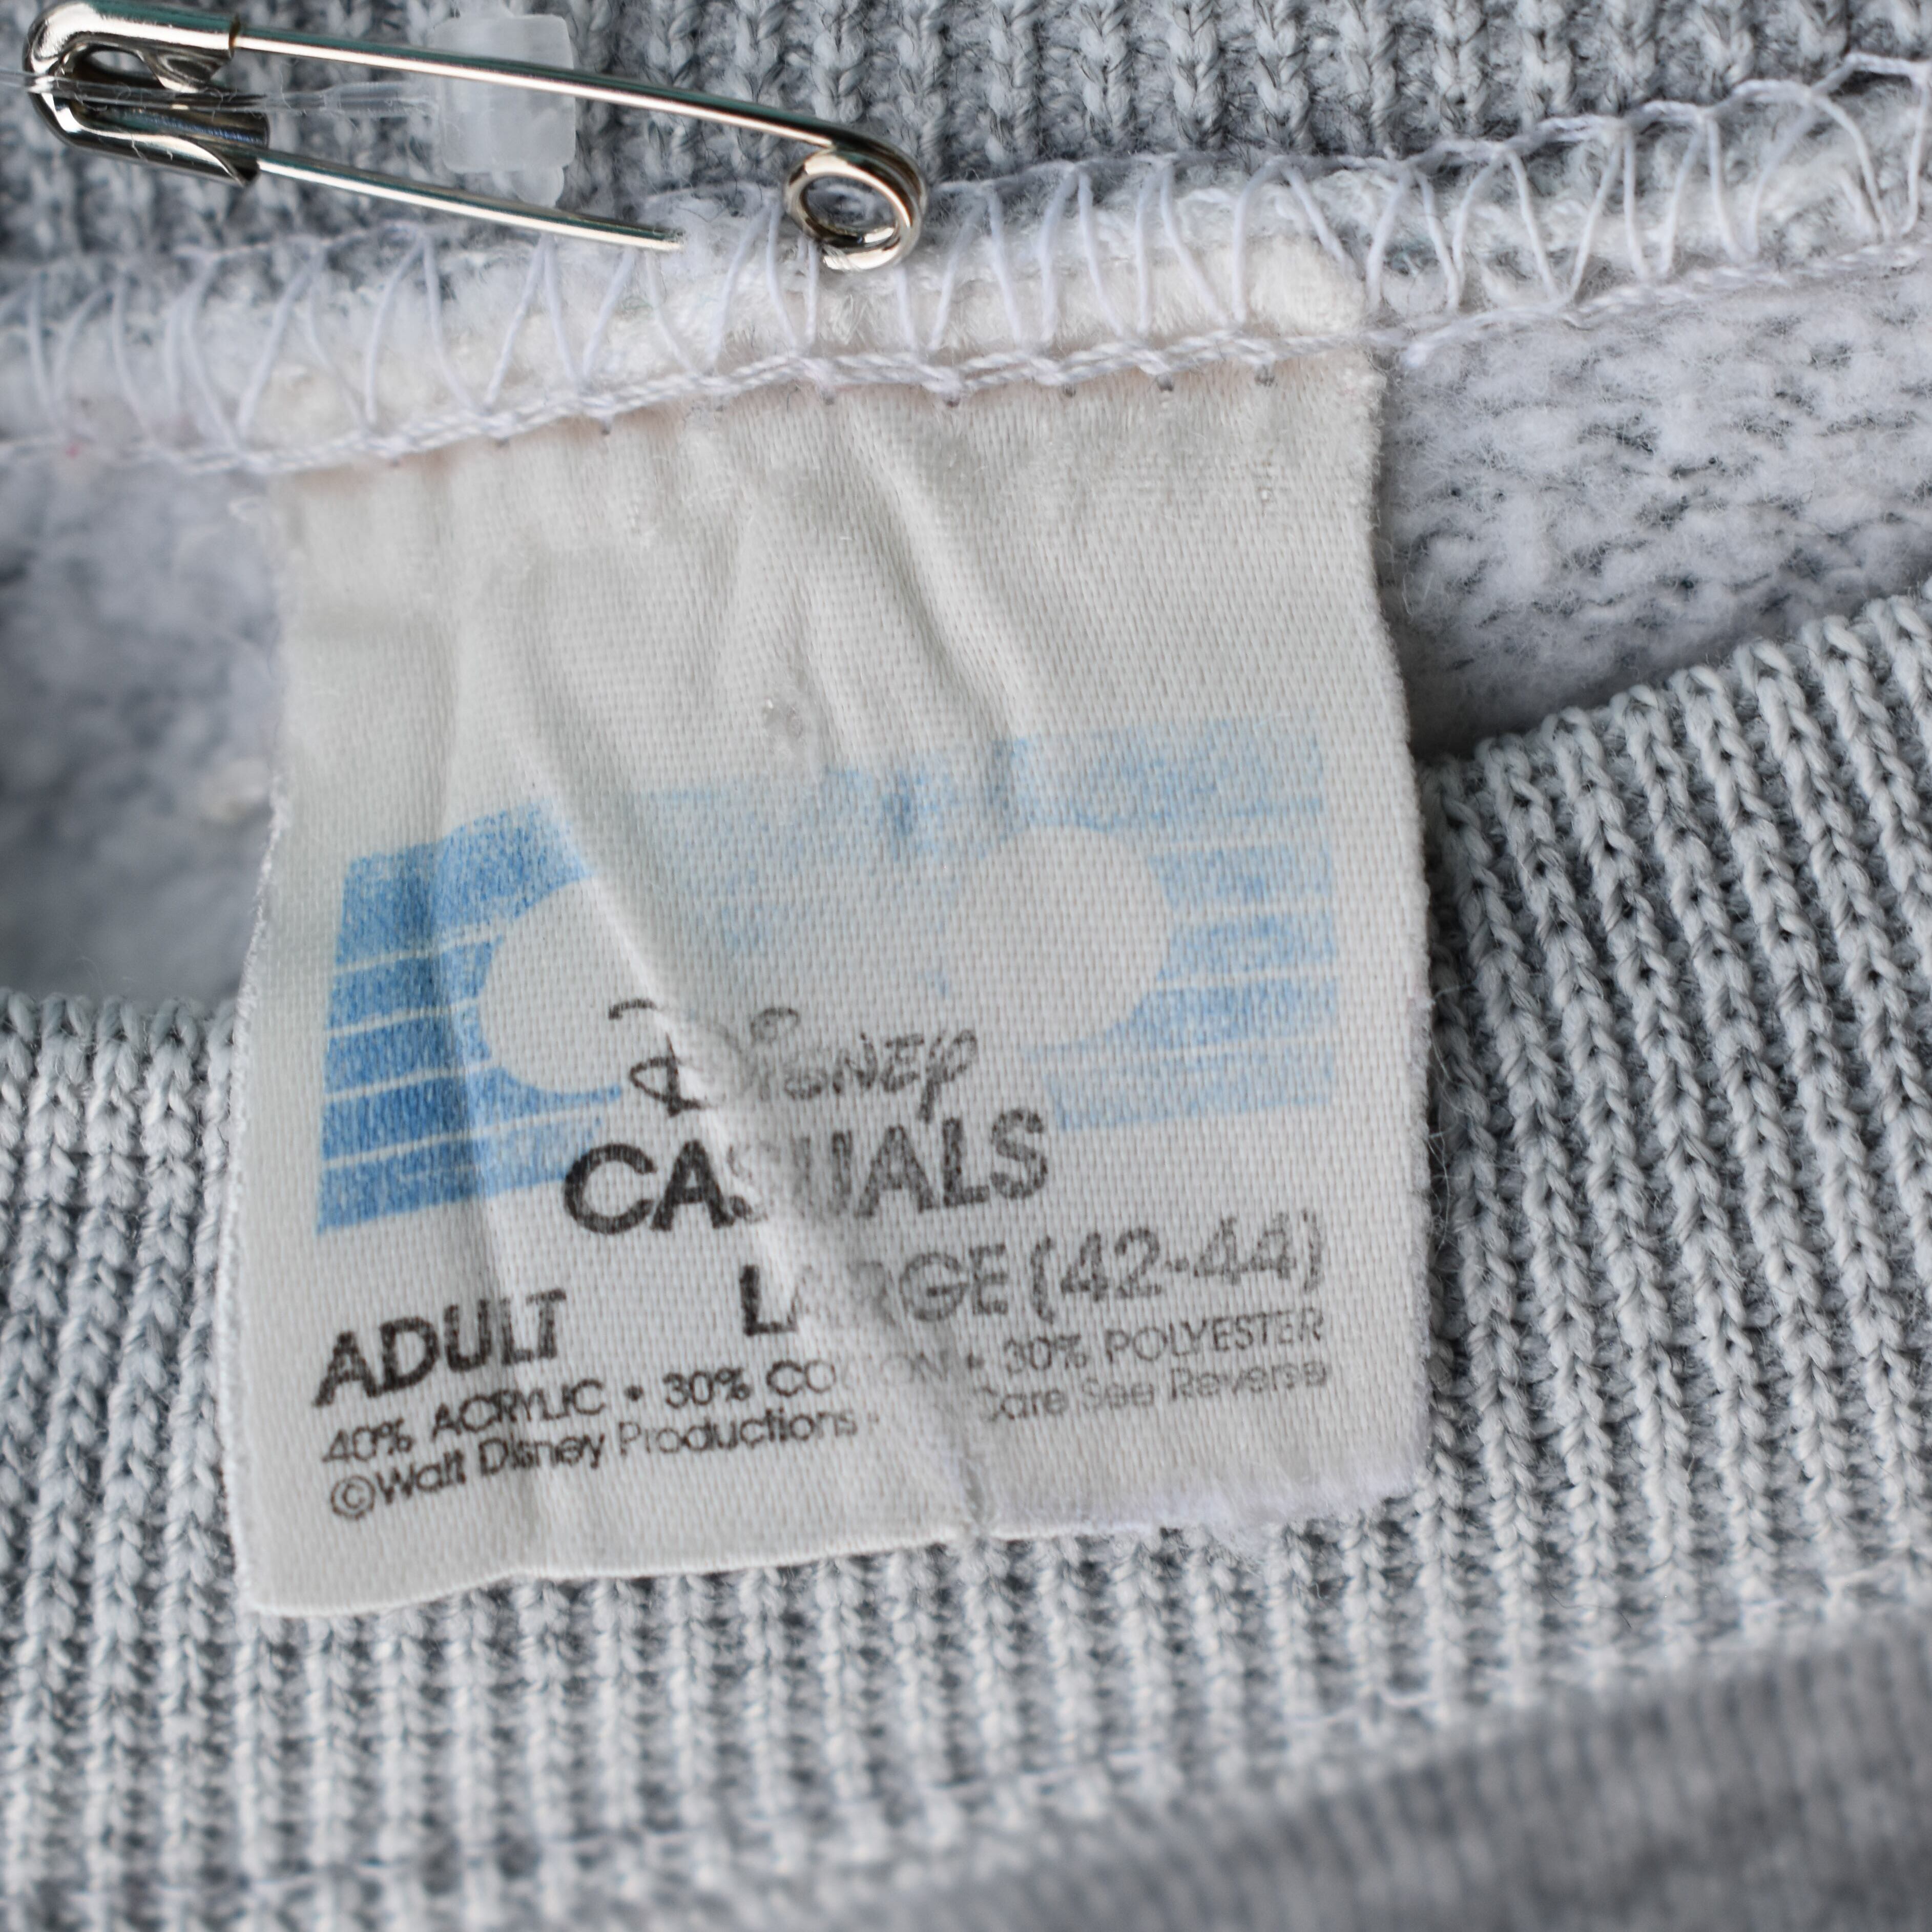 Disney
CASUALS
ADULT LARGE (42-44)
40% ACRYLIC • 30% COTTON • 30% POLYESTER
©Walt Disney Productions • Care See Reverse